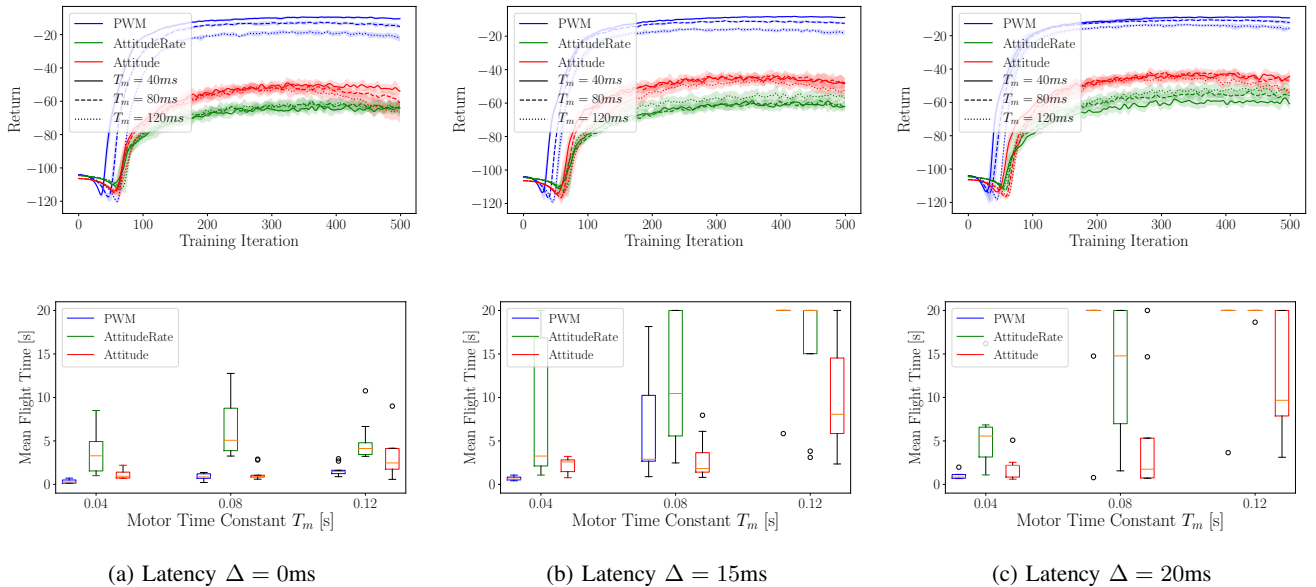 PWM
AttitudeRate
Attitude
T_m = 40ms
T_m = 80ms
T_m = 120ms
−20
−40
−60
−80
−100
−120
Return
0
100
200
300
400
500
Training Iteration
PWM
AttitudeRate
Attitude
T_m = 40ms
T_m = 80ms
T_m = 120ms
−20
−40
−60
−80
−100
−120
Return
0
100
200
300
400
500
Training Iteration
PWM
AttitudeRate
Attitude
T_m = 40ms
T_m = 80ms
T_m = 120ms
−20
−40
−60
−80
−100
−120
Return
0
100
200
300
400
500
Training Iteration
PWM
AttitudeRate
Attitude
20
15
10
5
0
Mean Flight Time [s]
0.04
0.08
0.12
Motor Time Constant T_m [s]
PWM
AttitudeRate
Attitude
20
15
10
5
0
Mean Flight Time [s]
0.04
0.08
0.12
Motor Time Constant T_m [s]
PWM
AttitudeRate
Attitude
20
15
10
5
0
Mean Flight Time [s]
0.04
0.08
0.12
Motor Time Constant T_m [s]
(a) Latency Δ = 0ms
(b) Latency Δ = 15ms
(c) Latency Δ = 20ms